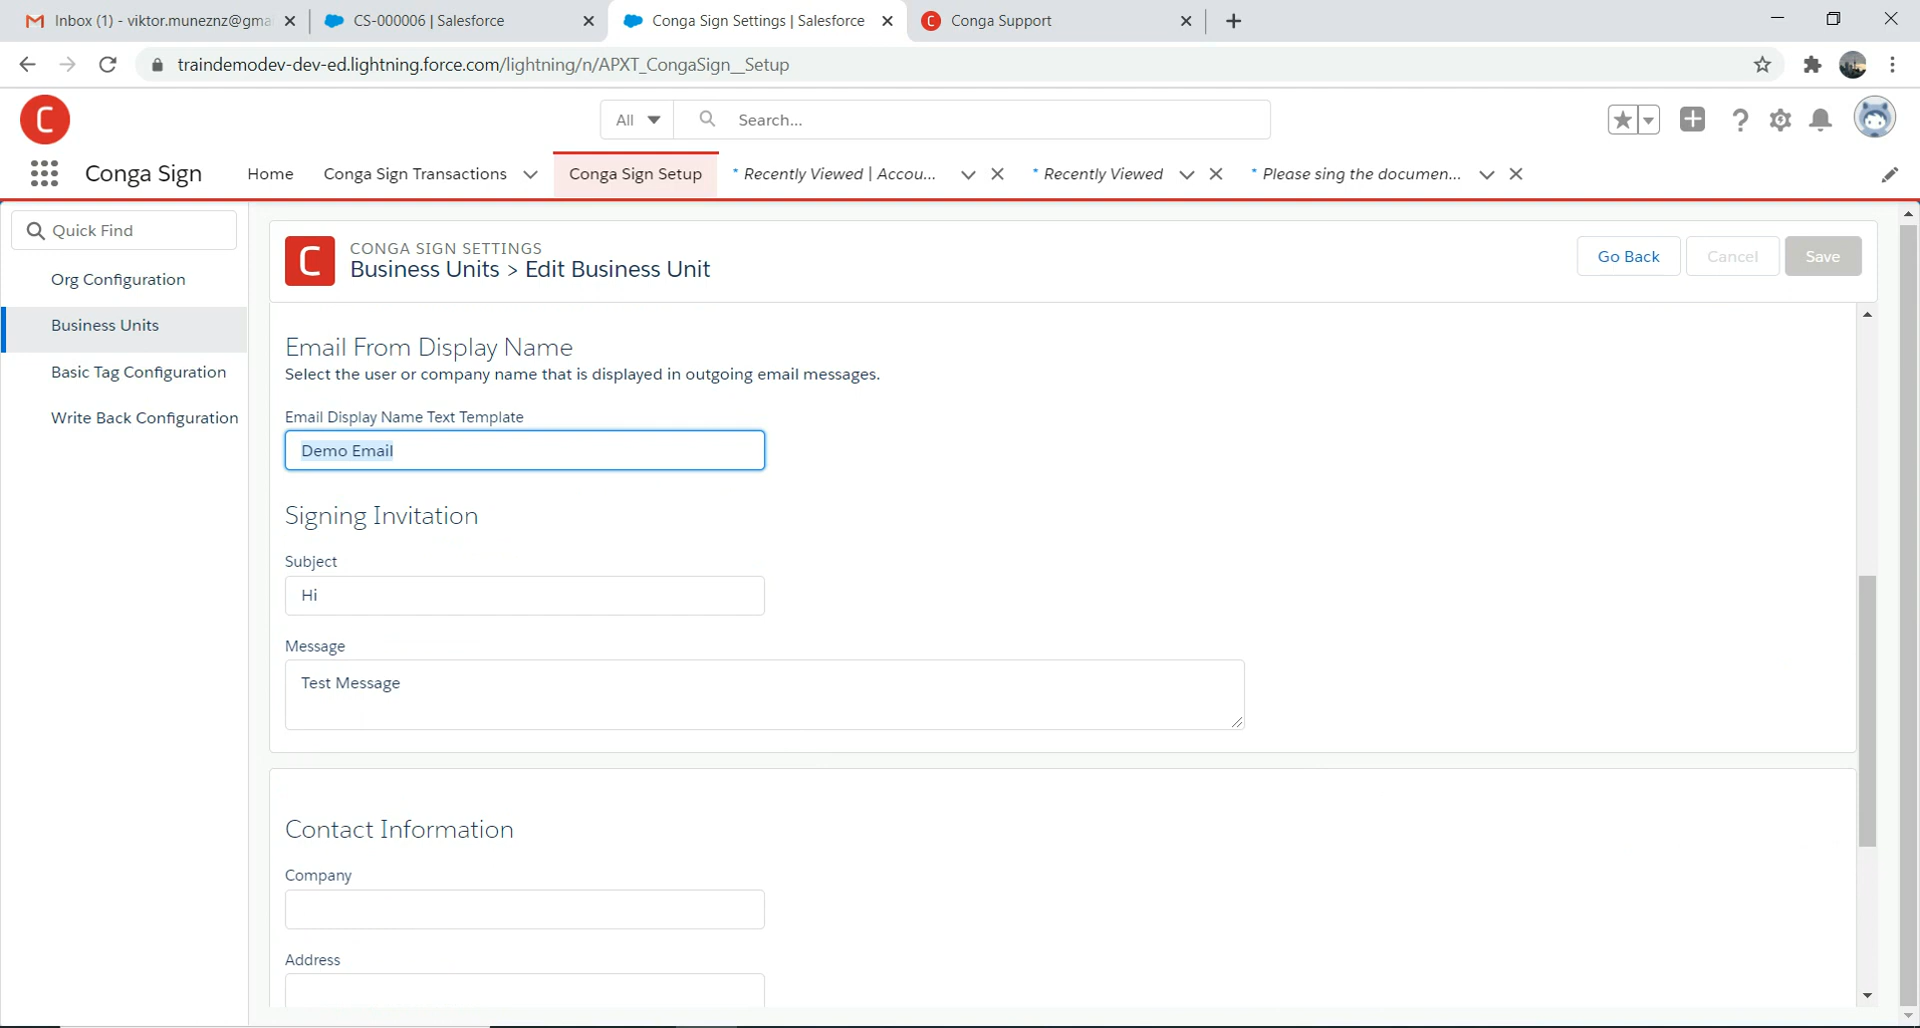 Inbox (1) - viktor.muneznz@gma
CS-000006 | Salesforce
Conga Sign Settings | Salesforce
C Conga Support
traindemodev-dev-ed.lightning.force.com/lightning/n/APXT_CongaSign__Setup
C
All
Search...
Conga Sign
Home
Conga Sign Transactions
Conga Sign Setup
* Recently Viewed | Accou...
* Recently Viewed
* Please sing the documen...
Quick Find
Org Configuration
Business Units
Basic Tag Configuration
Write Back Configuration
C
CONGA SIGN SETTINGS
Business Units > Edit Business Unit
Go Back
Cancel
Save
Email From Display Name
Select the user or company name that is displayed in outgoing email messages.
Email Display Name Text Template
Demo Email
Signing Invitation
Subject
Hi
Message
Test Message
Contact Information
Company
Address